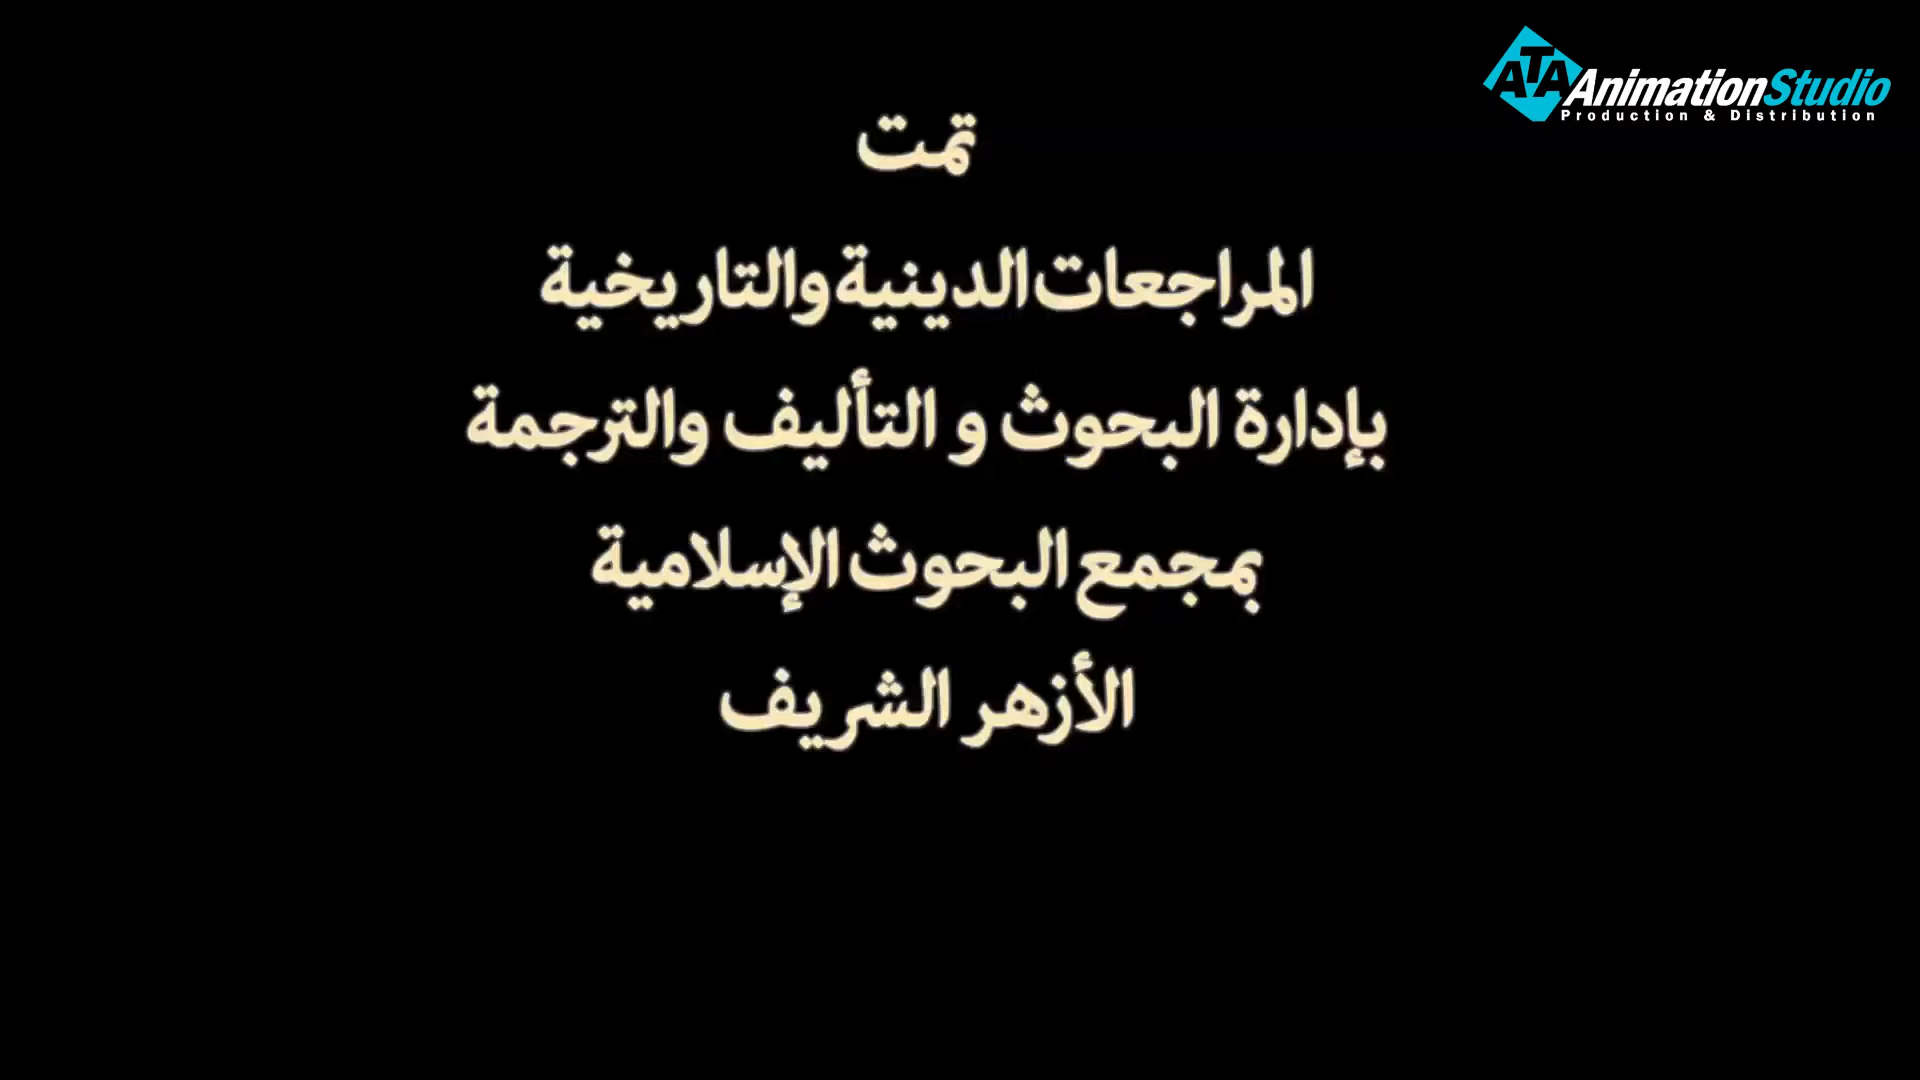 ATA AnimationStudio
Production & Distribution
تمت
المراجعات الدينية والتاريخية
بإدارة البحوث و التأليف والترجمة
بمجمع البحوث الإسلامية
الأزهر الشريف